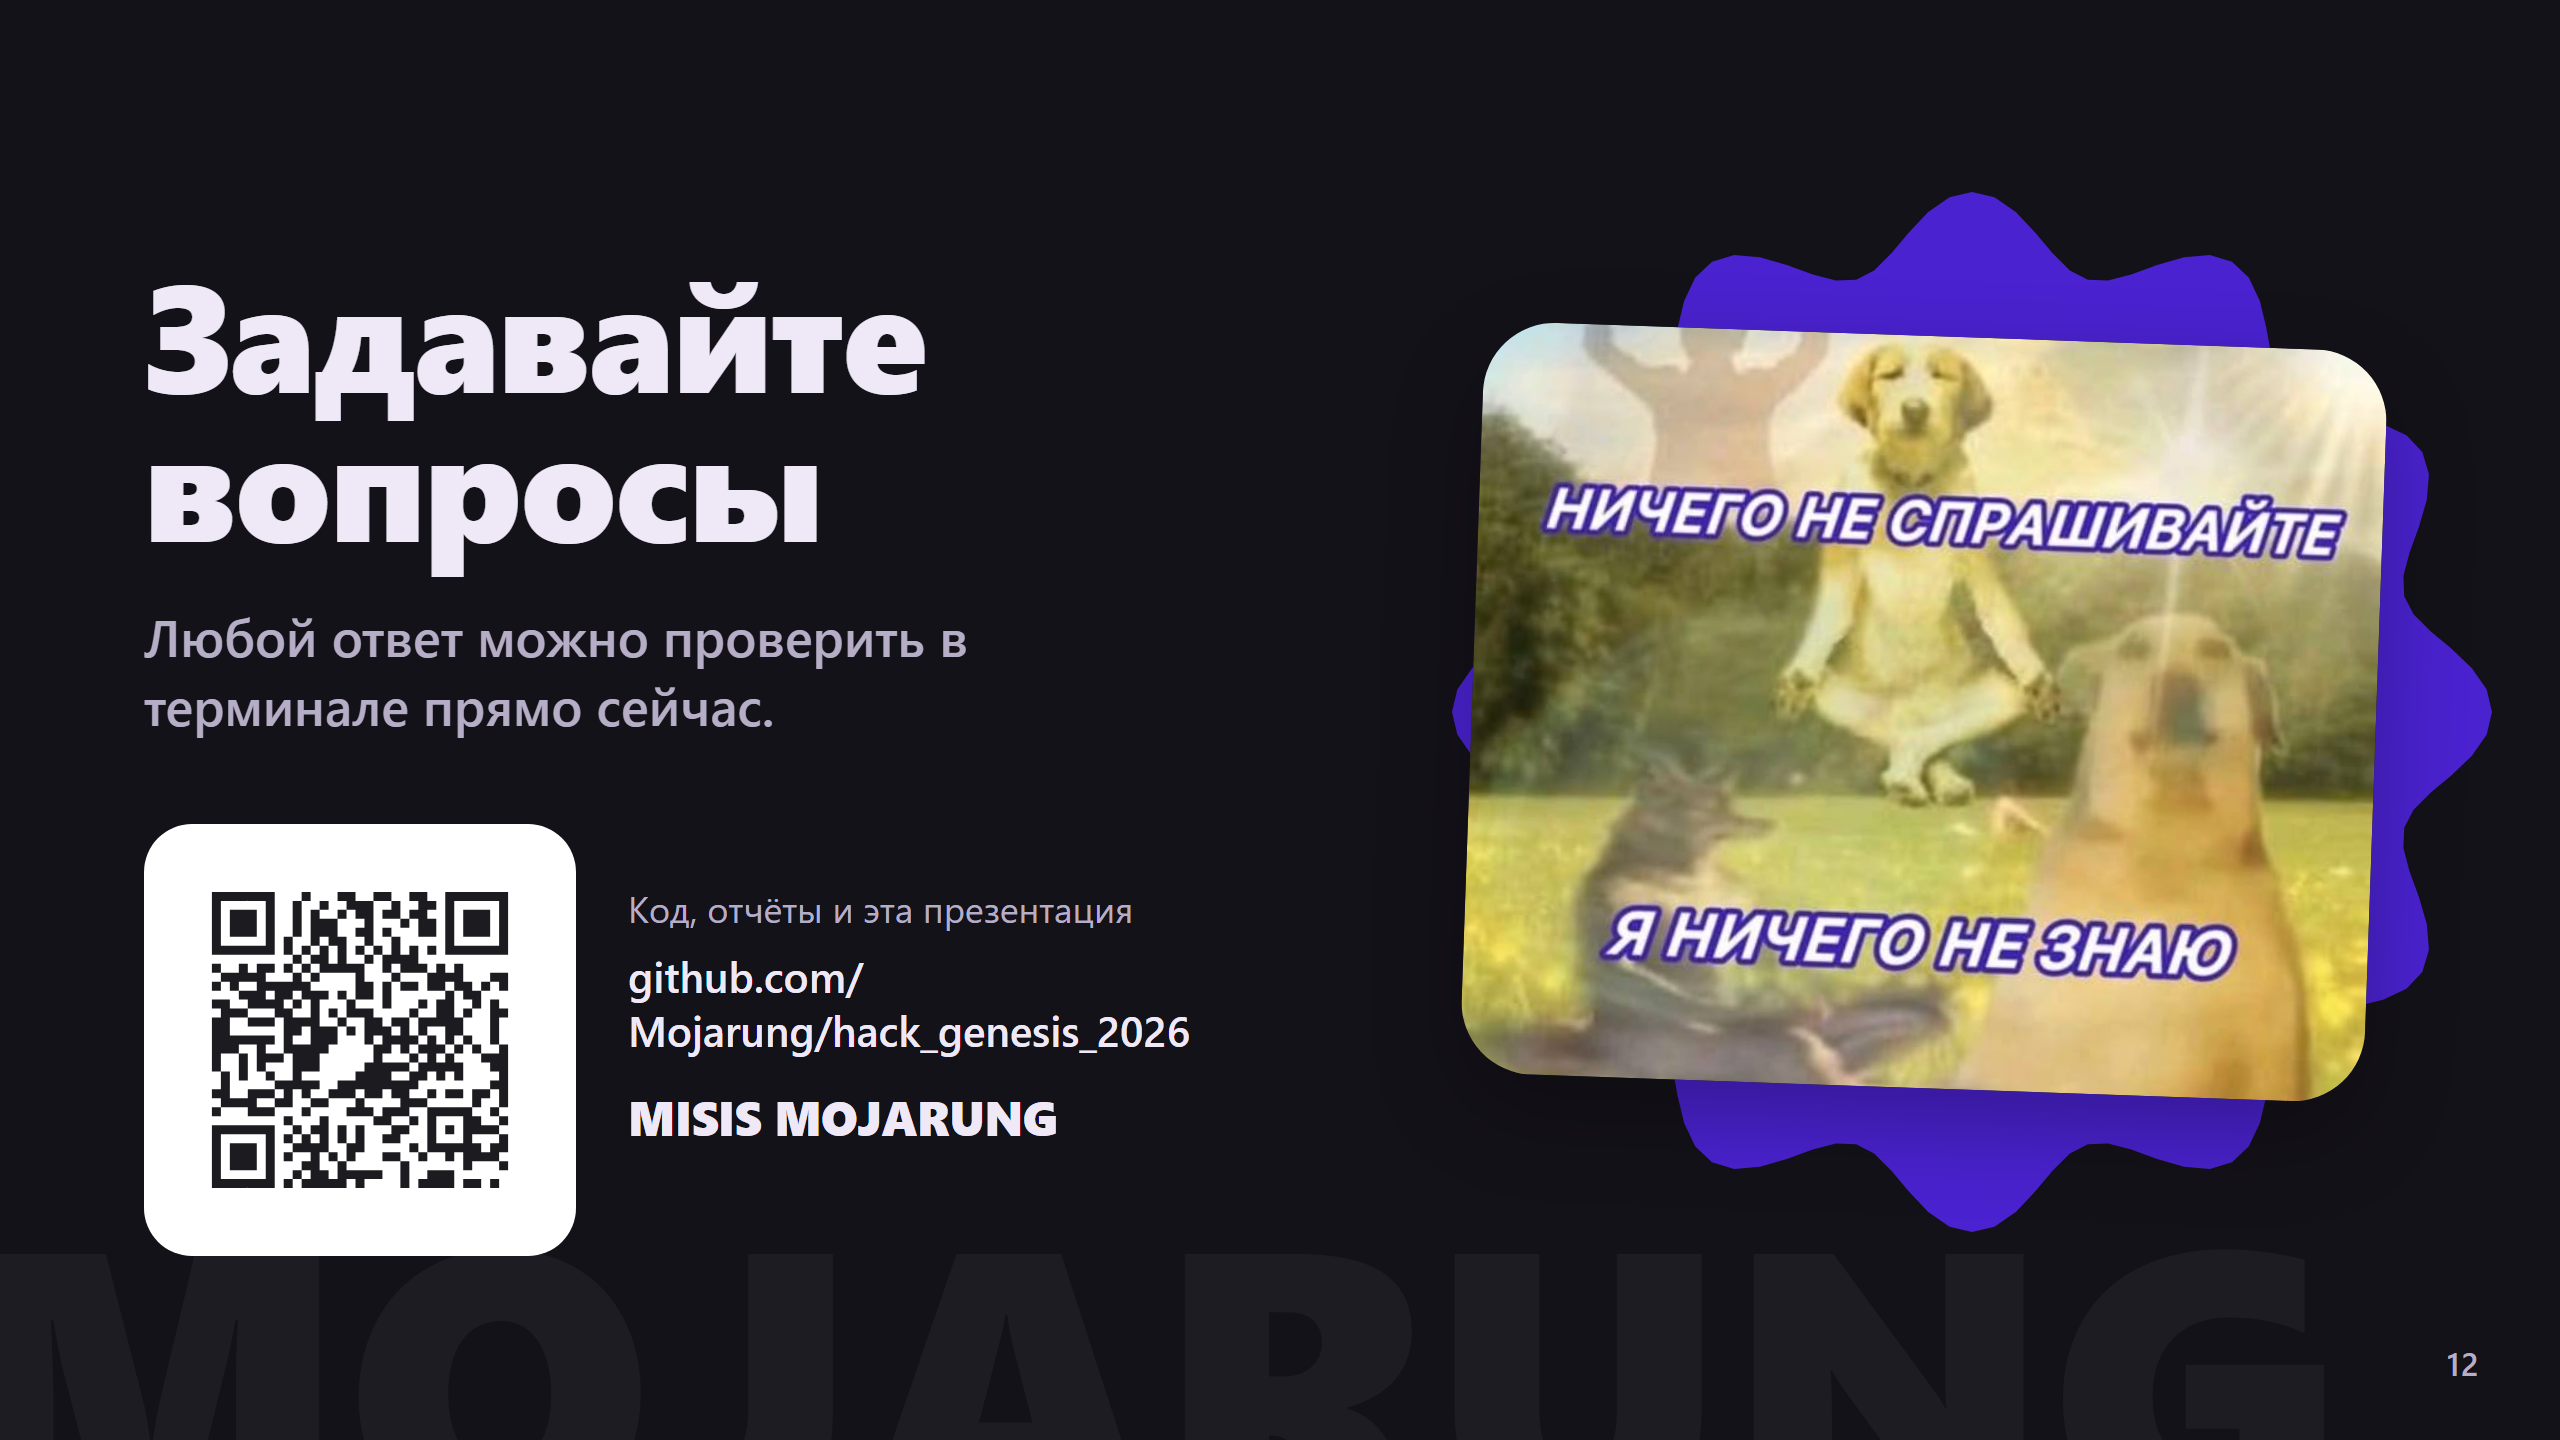 Задавайте
вопросы
Любой ответ можно проверить в
терминале прямо сейчас.
Код, отчёты и эта презентация
github.com/
Mojarung/hack_genesis_2026
MISIS MOJARUNG
НИЧЕГО НЕ СПРАШИВАЙТЕ
Я НИЧЕГО НЕ ЗНАЮ
MOJARUNG
12